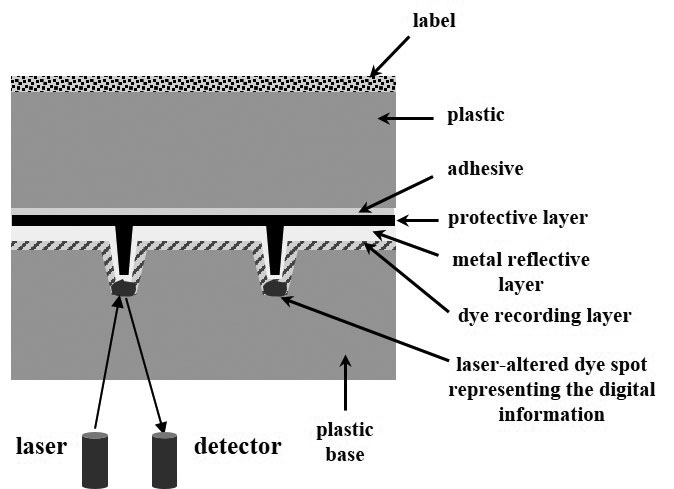 label
plastic
adhesive
protective layer
metal reflective
layer
dye recording layer
laser-altered dye spot
representing the digital
information
plastic
base
laser
detector